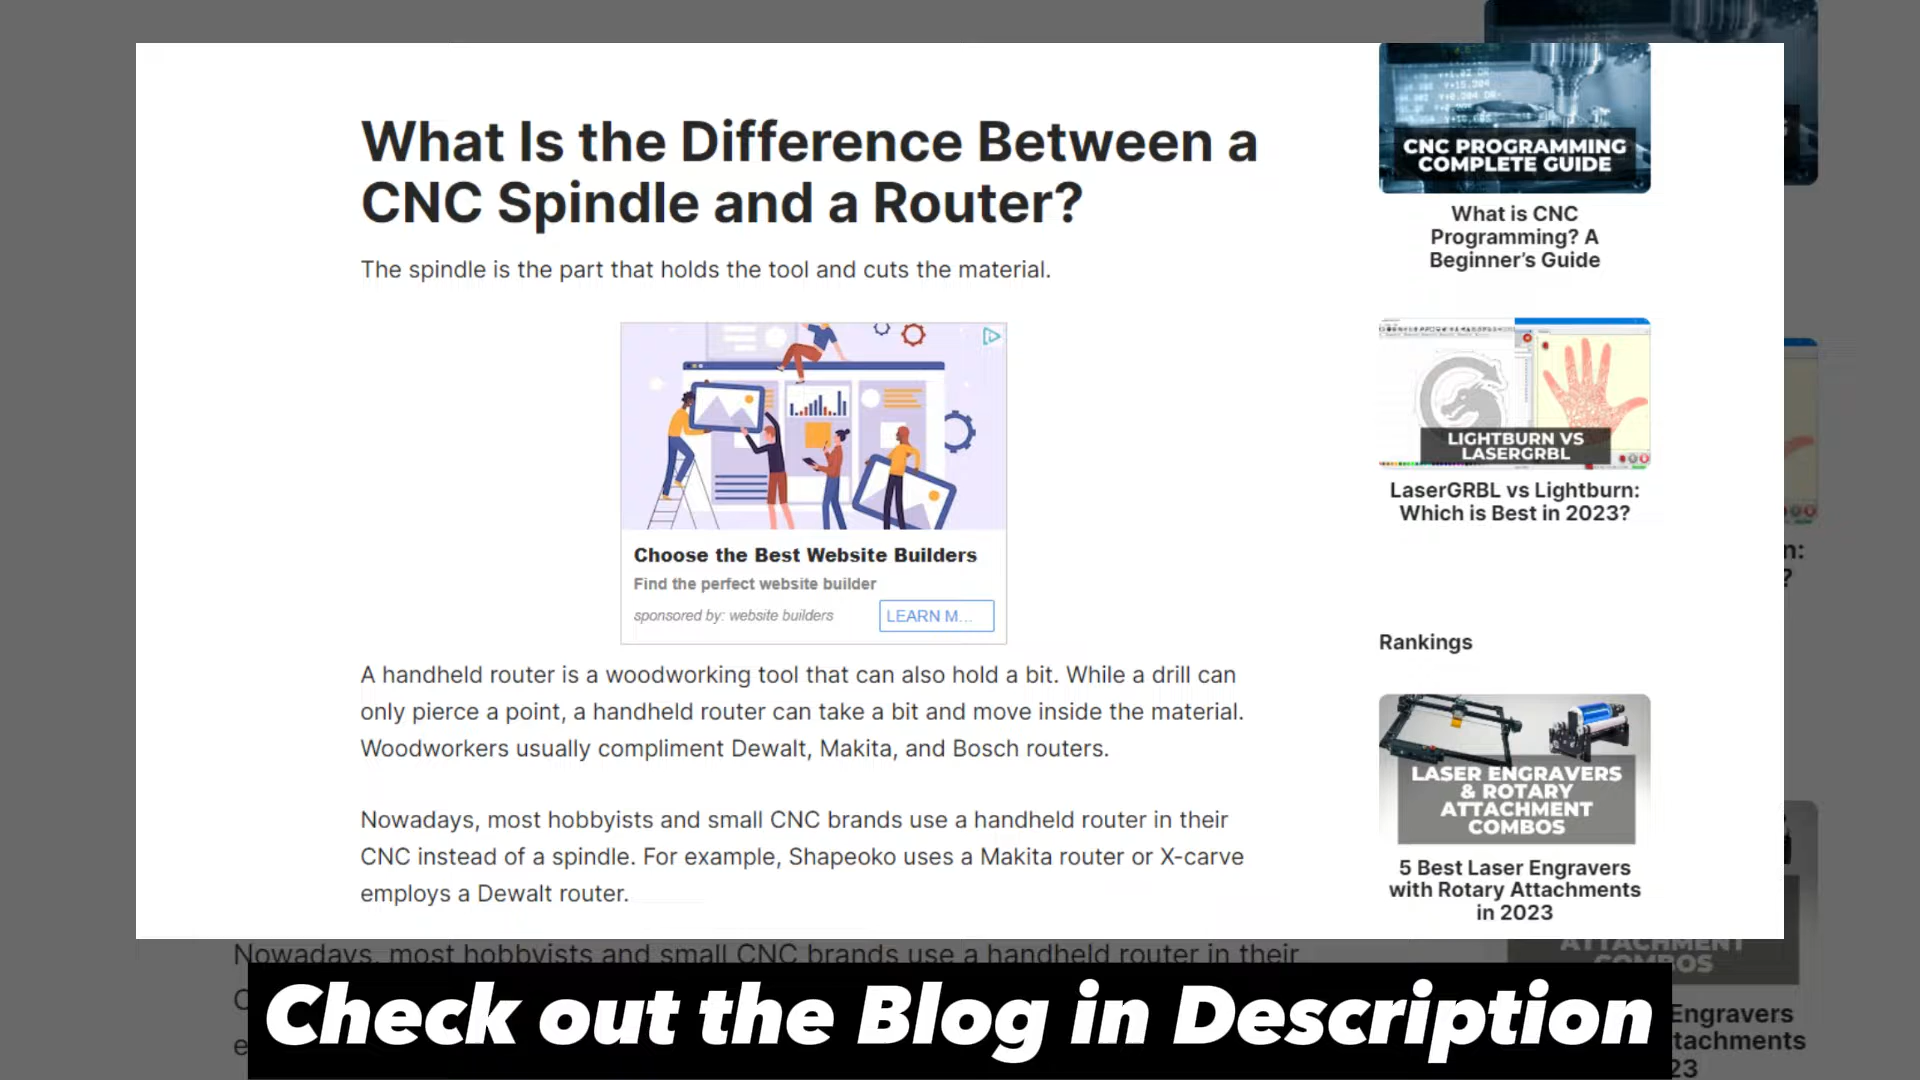 What Is the Difference Between a
CNC Spindle and a Router?
The spindle is the part that holds the tool and cuts the material.
Choose the Best Website Builders
Find the perfect website builder
sponsored by: website builders
LEARN M...
A handheld router is a woodworking tool that can also hold a bit. While a drill can
only pierce a point, a handheld router can take a bit and move inside the material.
Woodworkers usually compliment Dewalt, Makita, and Bosch routers.
Nowadays, most hobbyists and small CNC brands use a handheld router in their
CNC instead of a spindle. For example, Shapeoko uses a Makita router or X-carve
employs a Dewalt router.
CNC PROGRAMMING
COMPLETE GUIDE
What is CNC
Programming? A
Beginner's Guide
LIGHTBURN VS
LASERGRBL
LaserGRBL vs Lightburn:
Which is Best in 2023?
Rankings
LASER ENGRAVERS
& ROTARY
ATTACHMENT
COMBOS
5 Best Laser Engravers
with Rotary Attachments
in 2023
Nowadays, most hobbyists and small CNC brands use a handheld router in their
ATTACHMENT
COMBOS
Engravers
tachments
23
Check out the Blog in Description